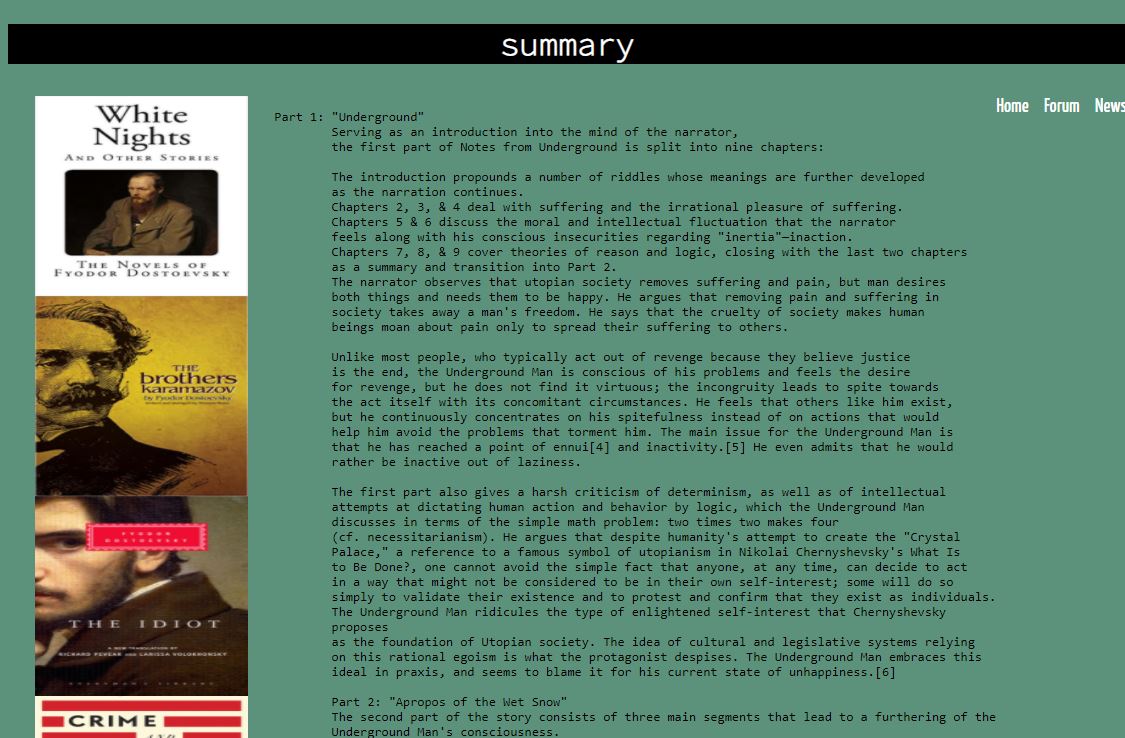 summary
Home Forum News
White
Nights
AND OTHER STORIES
THE NOVELS OF
FYODOR DOSTOEVSKY
THE
brothers
karamazov
by Fyodor Dostoevsky
FYODOR
DOSTOEVSKY
THE IDIOT
A NEW TRANSLATION BY
RICHARD PEVEAR AND LARISSA VOLOKHONSKY
EVERYMAN'S LIBRARY
CRIME
AND
Part 1: "Underground"
Serving as an introduction into the mind of the narrator,
the first part of Notes from Underground is split into nine chapters:
The introduction propounds a number of riddles whose meanings are further developed
as the narration continues.
Chapters 2, 3, & 4 deal with suffering and the irrational pleasure of suffering.
Chapters 5 & 6 discuss the moral and intellectual fluctuation that the narrator
feels along with his conscious insecurities regarding "inertia"—inaction.
Chapters 7, 8, & 9 cover theories of reason and logic, closing with the last two chapters
as a summary and transition into Part 2.
The narrator observes that utopian society removes suffering and pain, but man desires
both things and needs them to be happy. He argues that removing pain and suffering in
society takes away a man's freedom. He says that the cruelty of society makes human
beings moan about pain only to spread their suffering to others.
Unlike most people, who typically act out of revenge because they believe justice
is the end, the Underground Man is conscious of his problems and feels the desire
for revenge, but he does not find it virtuous; the incongruity leads to spite towards
the act itself with its concomitant circumstances. He feels that others like him exist,
but he continuously concentrates on his spitefulness instead of on actions that would
help him avoid the problems that torment him. The main issue for the Underground Man is
that he has reached a point of ennui[4] and inactivity.[5] He even admits that he would
rather be inactive out of laziness.
The first part also gives a harsh criticism of determinism, as well as of intellectual
attempts at dictating human action and behavior by logic, which the Underground Man
discusses in terms of the simple math problem: two times two makes four
(cf. necessitarianism). He argues that despite humanity's attempt to create the "Crystal
Palace," a reference to a famous symbol of utopianism in Nikolai Chernyshevsky's What Is
to Be Done?, one cannot avoid the simple fact that anyone, at any time, can decide to act
in a way that might not be considered to be in their own self-interest; some will do so
simply to validate their existence and to protest and confirm that they exist as individuals.
The Underground Man ridicules the type of enlightened self-interest that Chernyshevsky
proposes
as the foundation of Utopian society. The idea of cultural and legislative systems relying
on this rational egoism is what the protagonist despises. The Underground Man embraces this
ideal in praxis, and seems to blame it for his current state of unhappiness.[6]
Part 2: "Apropos of the Wet Snow"
The second part of the story consists of three main segments that lead to a furthering of the
Underground Man's consciousness.